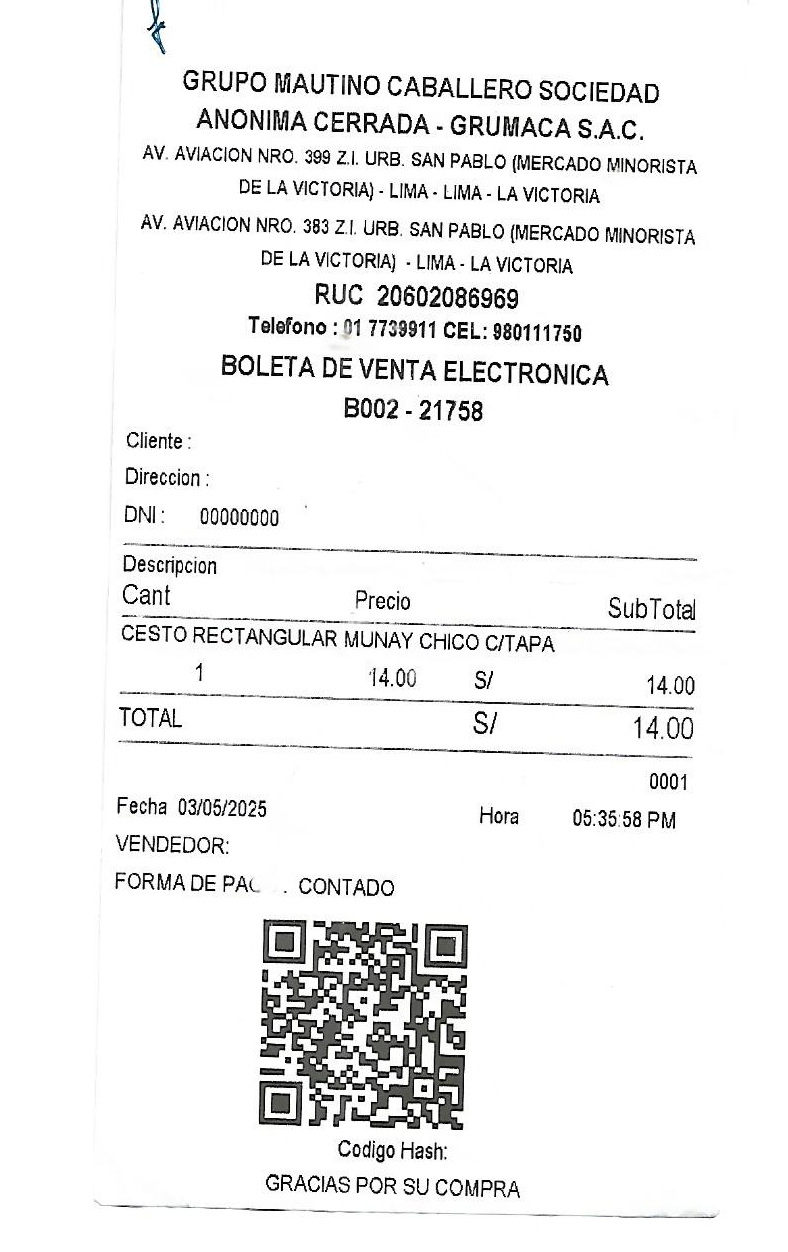 GRUPO MAUTINO CABALLERO SOCIEDAD
ANONIMA CERRADA - GRUMACA S.A.C.
AV. AVIACION NRO. 399 Z.I. URB. SAN PABLO (MERCADO MINORISTA
DE LA VICTORIA) - LIMA - LIMA - LA VICTORIA
AV. AVIACION NRO. 383 Z.I. URB. SAN PABLO (MERCADO MINORISTA
DE LA VICTORIA) - LIMA - LA VICTORIA
RUC 20602086969
Telefono : 01 7739911 CEL: 980111750
BOLETA DE VENTA ELECTRONICA
B002 - 21758
Cliente :
Direccion :
DNI : 00000000
Descripcion
Cant Precio SubTotal
CESTO RECTANGULAR MUNAY CHICO C/TAPA
1 14.00 S/ 14.00
TOTAL S/ 14.00
0001
Fecha 03/05/2025 Hora 05:35:58 PM
VENDEDOR:
FORMA DE CONTADO
Codigo Hash:
GRACIAS POR SU COMPRA